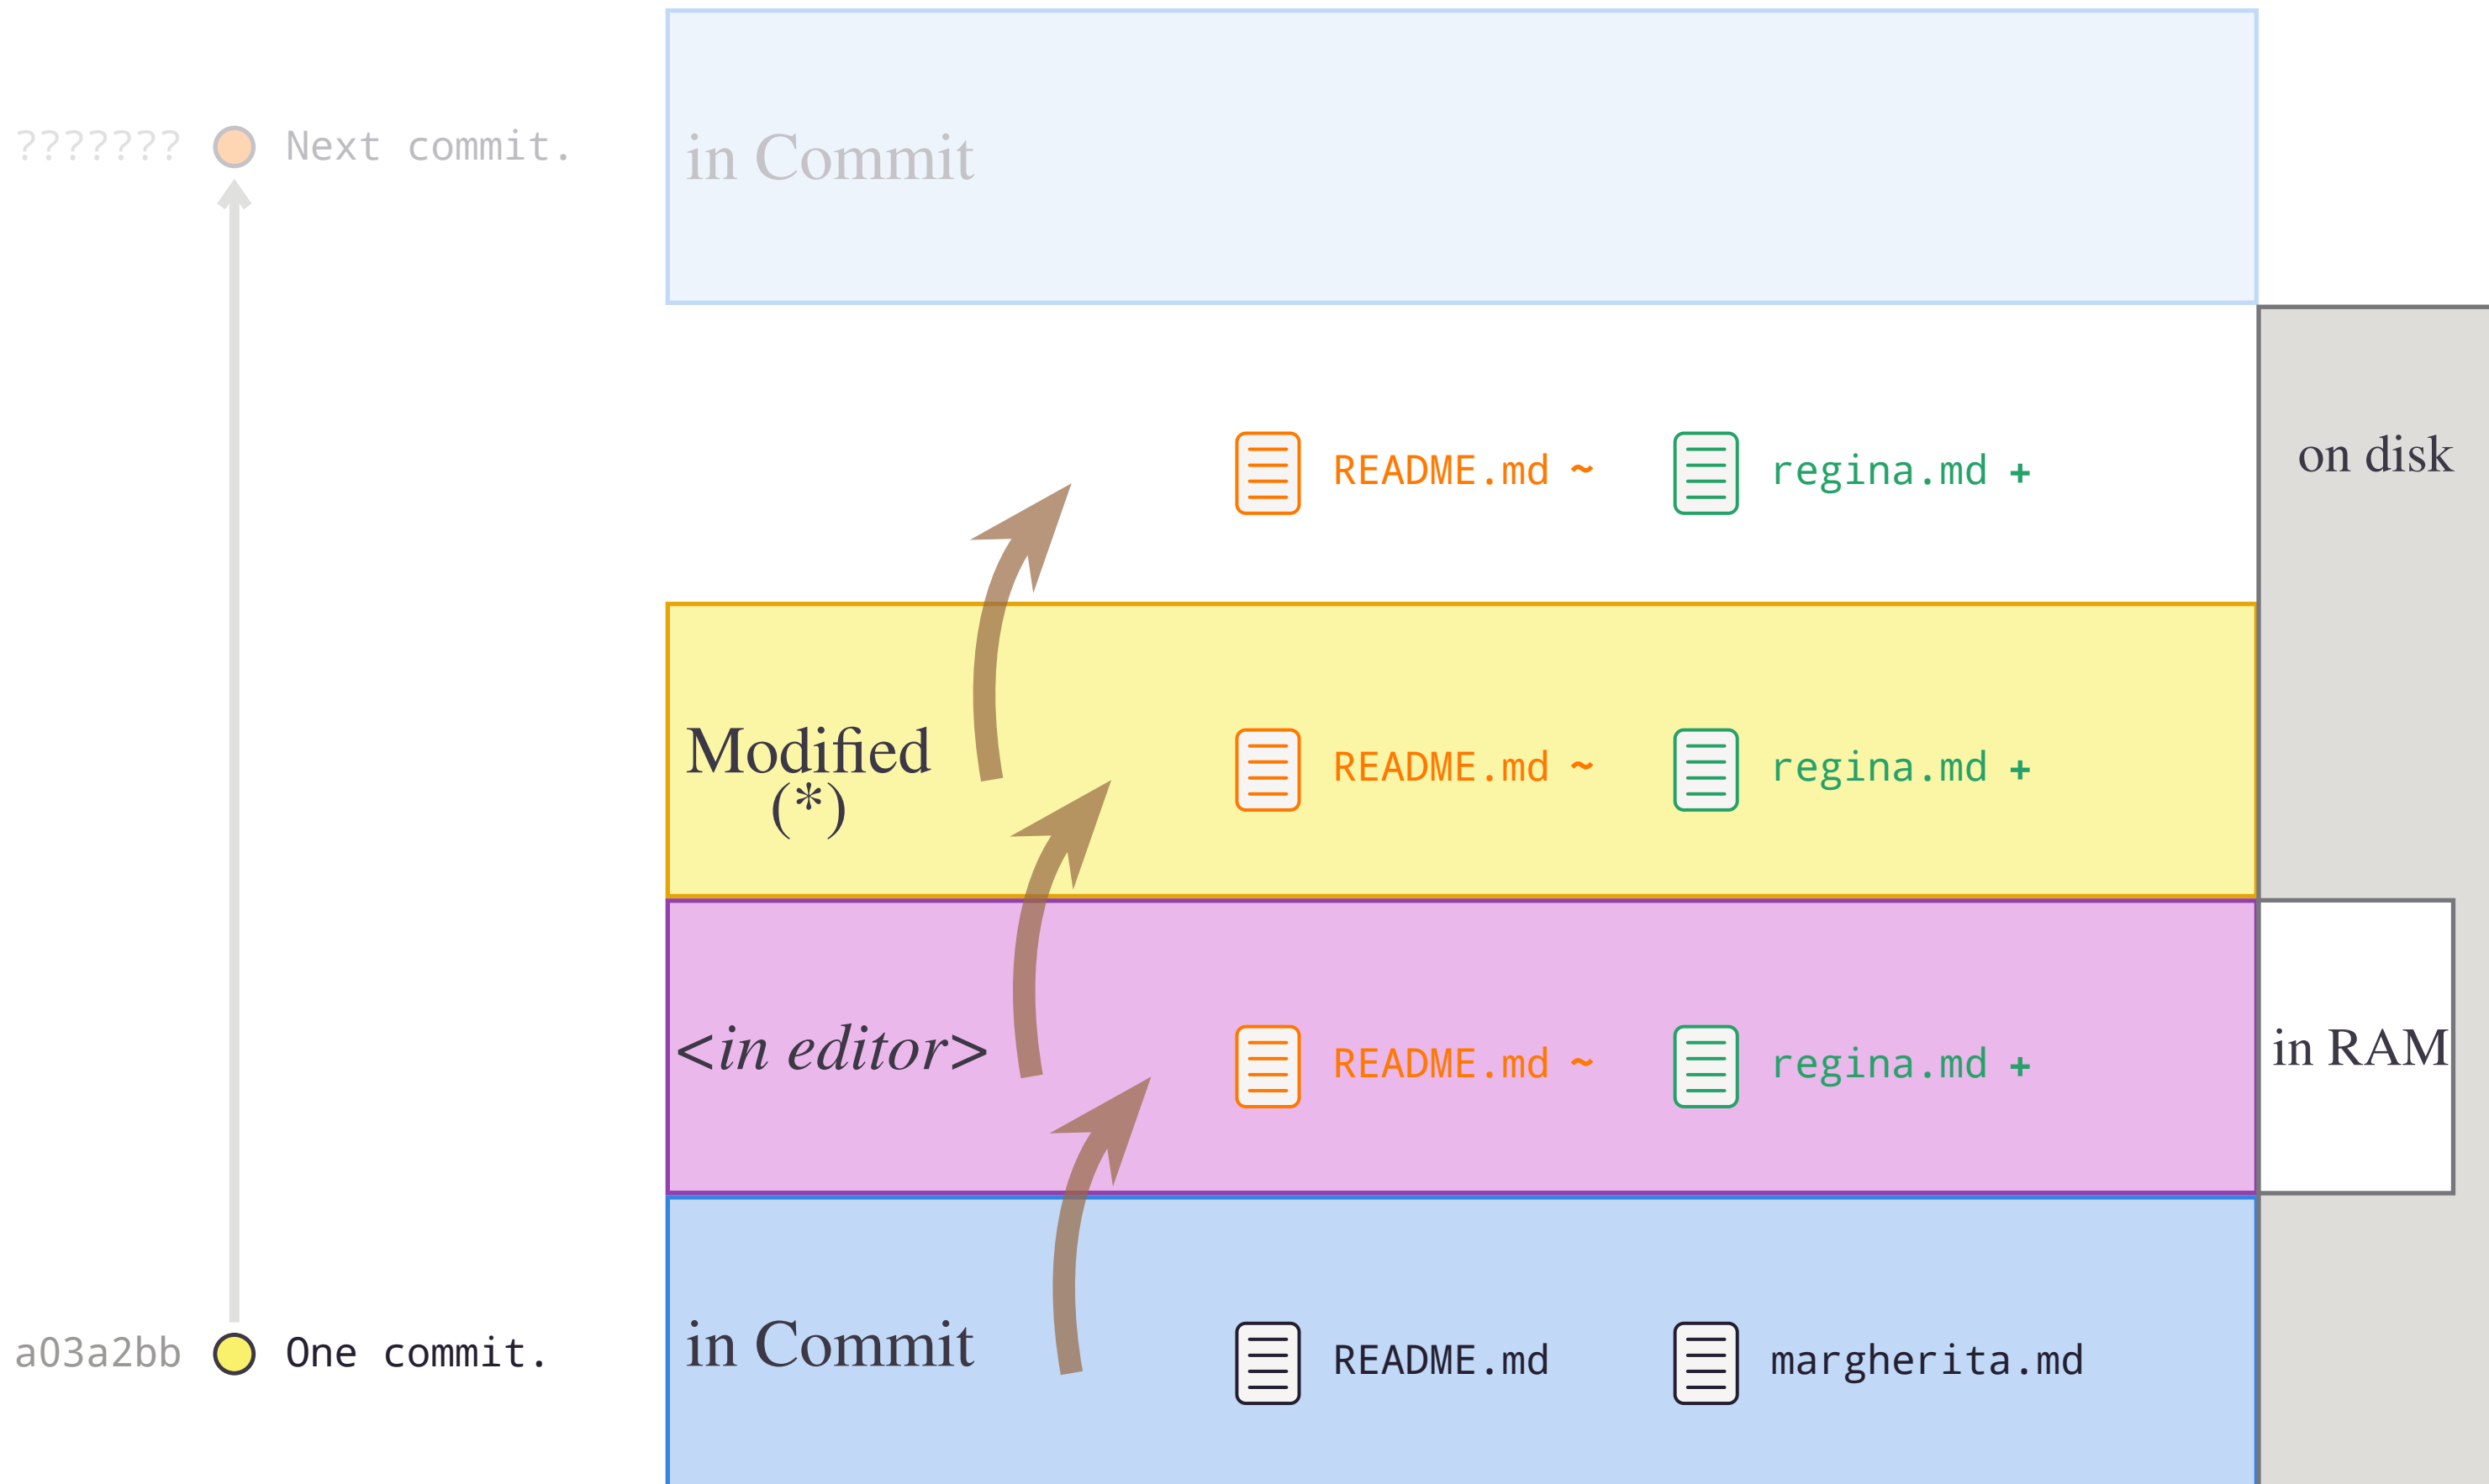 ??????? Next commit.
in Commit
README.md ~ regina.md +
on disk
Modified
(*)
README.md ~ regina.md +
<in editor>
README.md ~ regina.md +
in RAM
a03a2bb One commit.
in Commit
README.md margherita.md